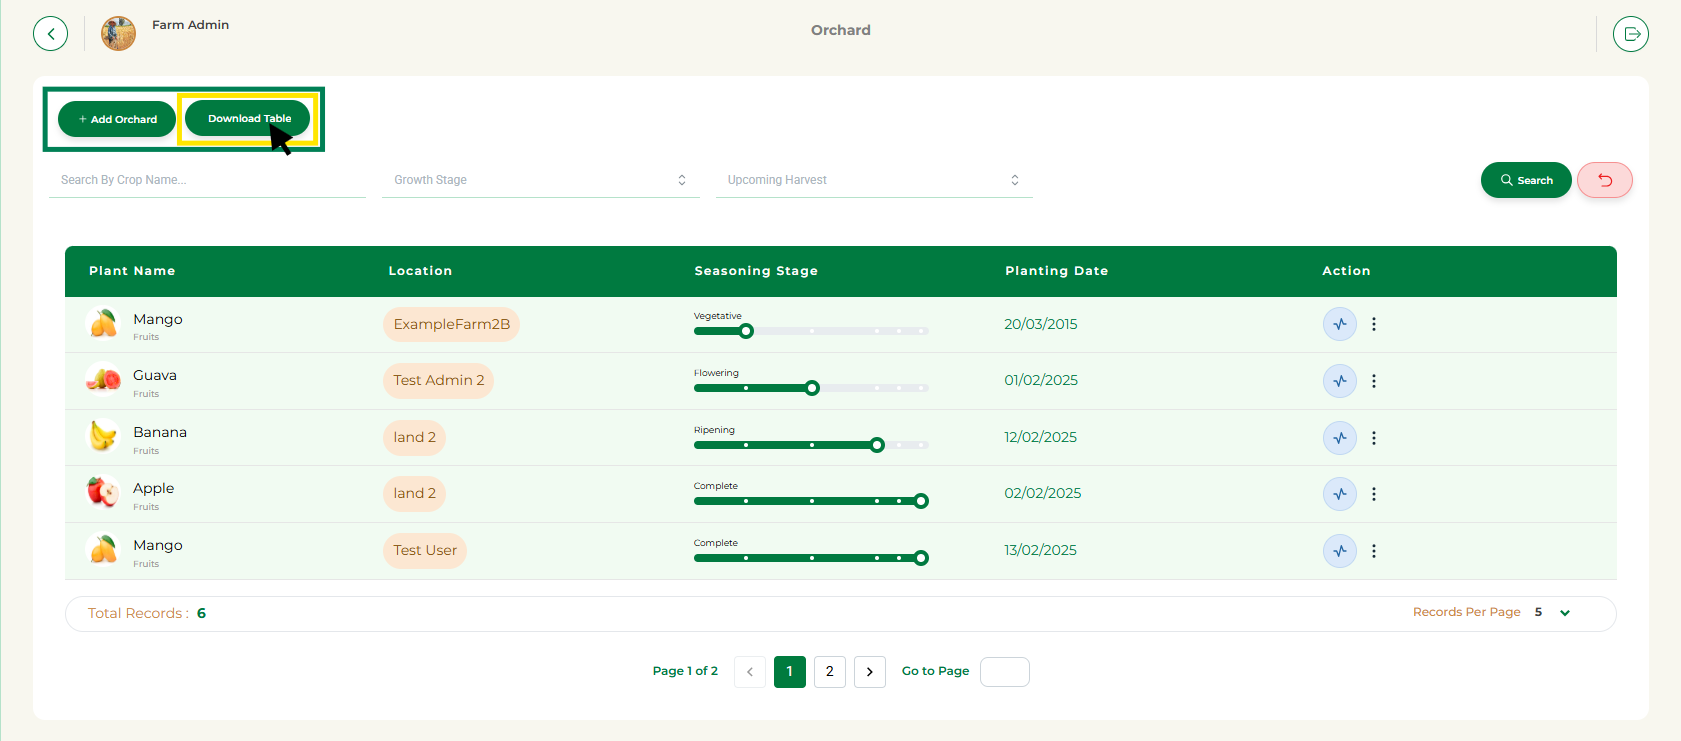 Farm Admin
Orchard
+ Add Orchard
Download Table
Search By Crop Name...
Growth Stage
Upcoming Harvest
Search
Plant Name Location Seasoning Stage Planting Date Action
Mango
Fruits
ExampleFarm2B
Vegetative
20/03/2015
Guava
Fruits
Test Admin 2
Flowering
01/02/2025
Banana
Fruits
land 2
Ripening
12/02/2025
Apple
Fruits
land 2
Complete
02/02/2025
Mango
Fruits
Test User
Complete
13/02/2025
Total Records : 6
Records Per Page 5
Page 1 of 2 < 1 2 > Go to Page